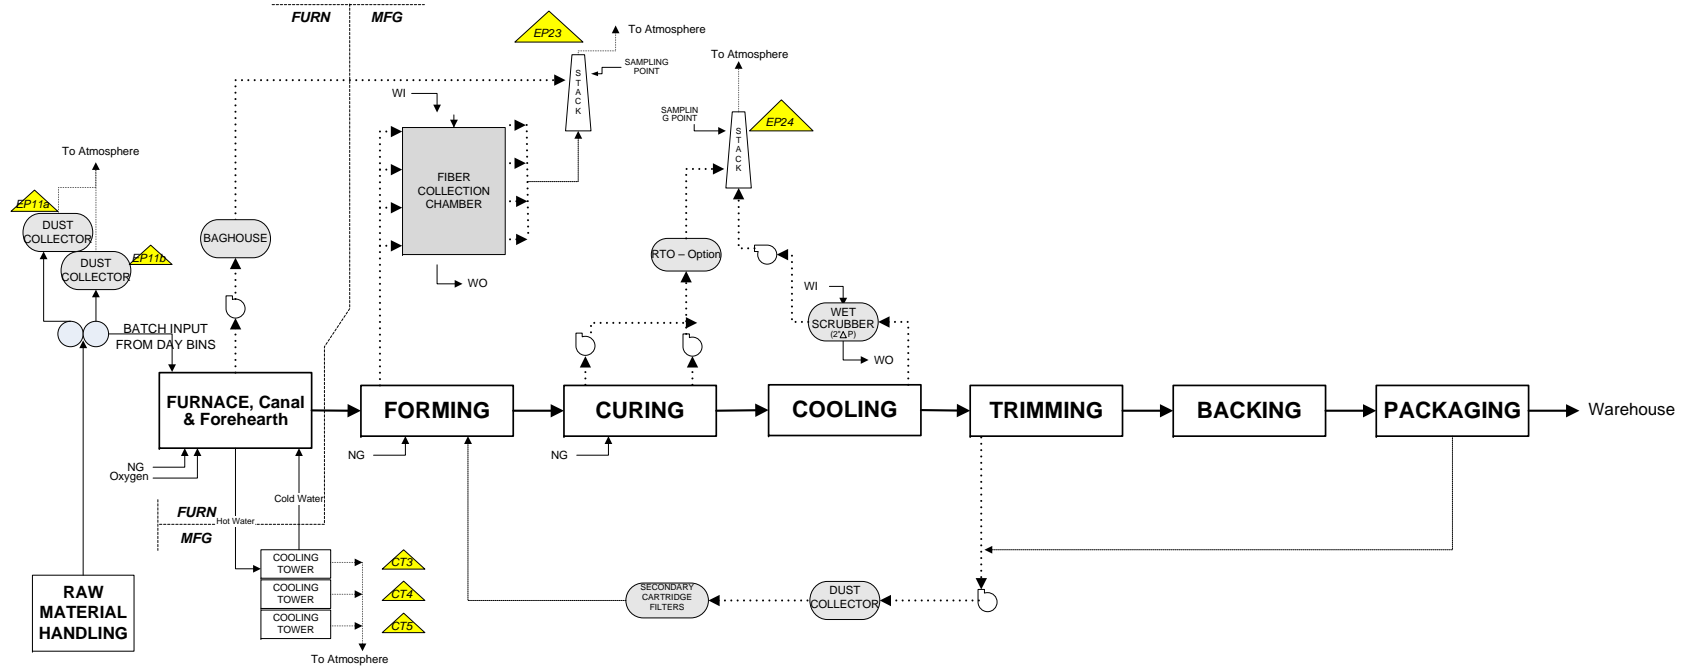 FURN
MFG
EP23
To Atmosphere
SAMPLING
POINT
STACK
To Atmosphere
SAMPLIN
G POINT
STACK
EP24
WI
FIBER
COLLECTION
CHAMBER
WO
To Atmosphere
EP11a
DUST
COLLECTOR
DUST
COLLECTOR
EP11b
BAGHOUSE
RTO – Option
WI
WET
SCRUBBER
(2"Δ P)
WO
BATCH INPUT
FROM DAY BINS
FURNACE, Canal
& Forehearth
FORMING
CURING
COOLING
TRIMMING
BACKING
PACKAGING
Warehouse
NG
Oxygen
NG
NG
Cold Water
Hot Water
FURN
MFG
COOLING
TOWER
CT3
COOLING
TOWER
CT4
COOLING
TOWER
CT5
To Atmosphere
RAW
MATERIAL
HANDLING
SECONDARY
CARTRIDGE
FILTERS
DUST
COLLECTOR